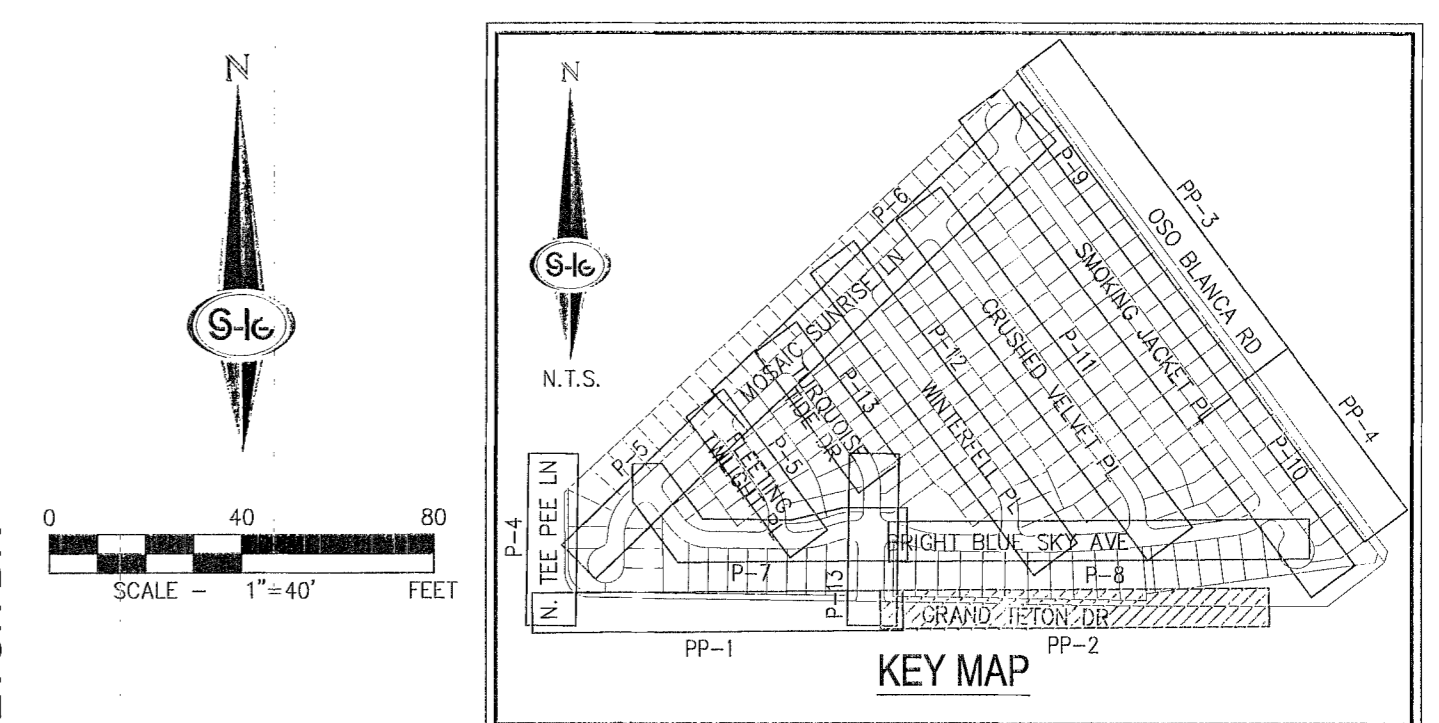 N
S-IG
0 40 80
SCALE - 1"=40' FEET
N
S-IG
N.T.S.
P-9
PP-3
OSO BLANCA RD
P-6
MOSAIC SUNRISE LN
SMOKING JACKET PL
CRUSHED VELVET PL
P-11
P-12
WINTERFELL PL
P-13
TURQUOISE
TIDE DR
P-5
FLEETING
TWILIGHT PL
P-5
PP-4
P-10
P-4
N. TEE PEE LN
BRIGHT BLUE SKY AVE
P-7
P-13
P-8
GRAND TETON DR
PP-1
PP-2
KEY MAP